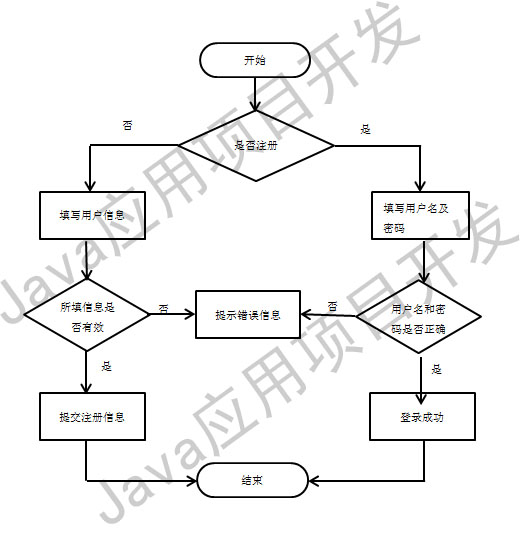 开始
否
是否注册
是
填写用户信息
填写用户名及
密码
所填信息是
否有效
否
提示错误信息
否
用户名和密
码是否正确
是
是
提交注册信息
登录成功
结束
Java应用项目开发
Java应用项目开发